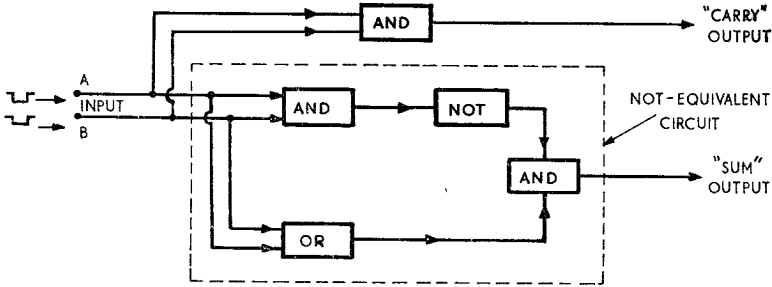 AND
"CARRY"
OUTPUT
A
INPUT
B
AND
NOT
NOT-EQUIVALENT
CIRCUIT
AND
"SUM"
OUTPUT
OR